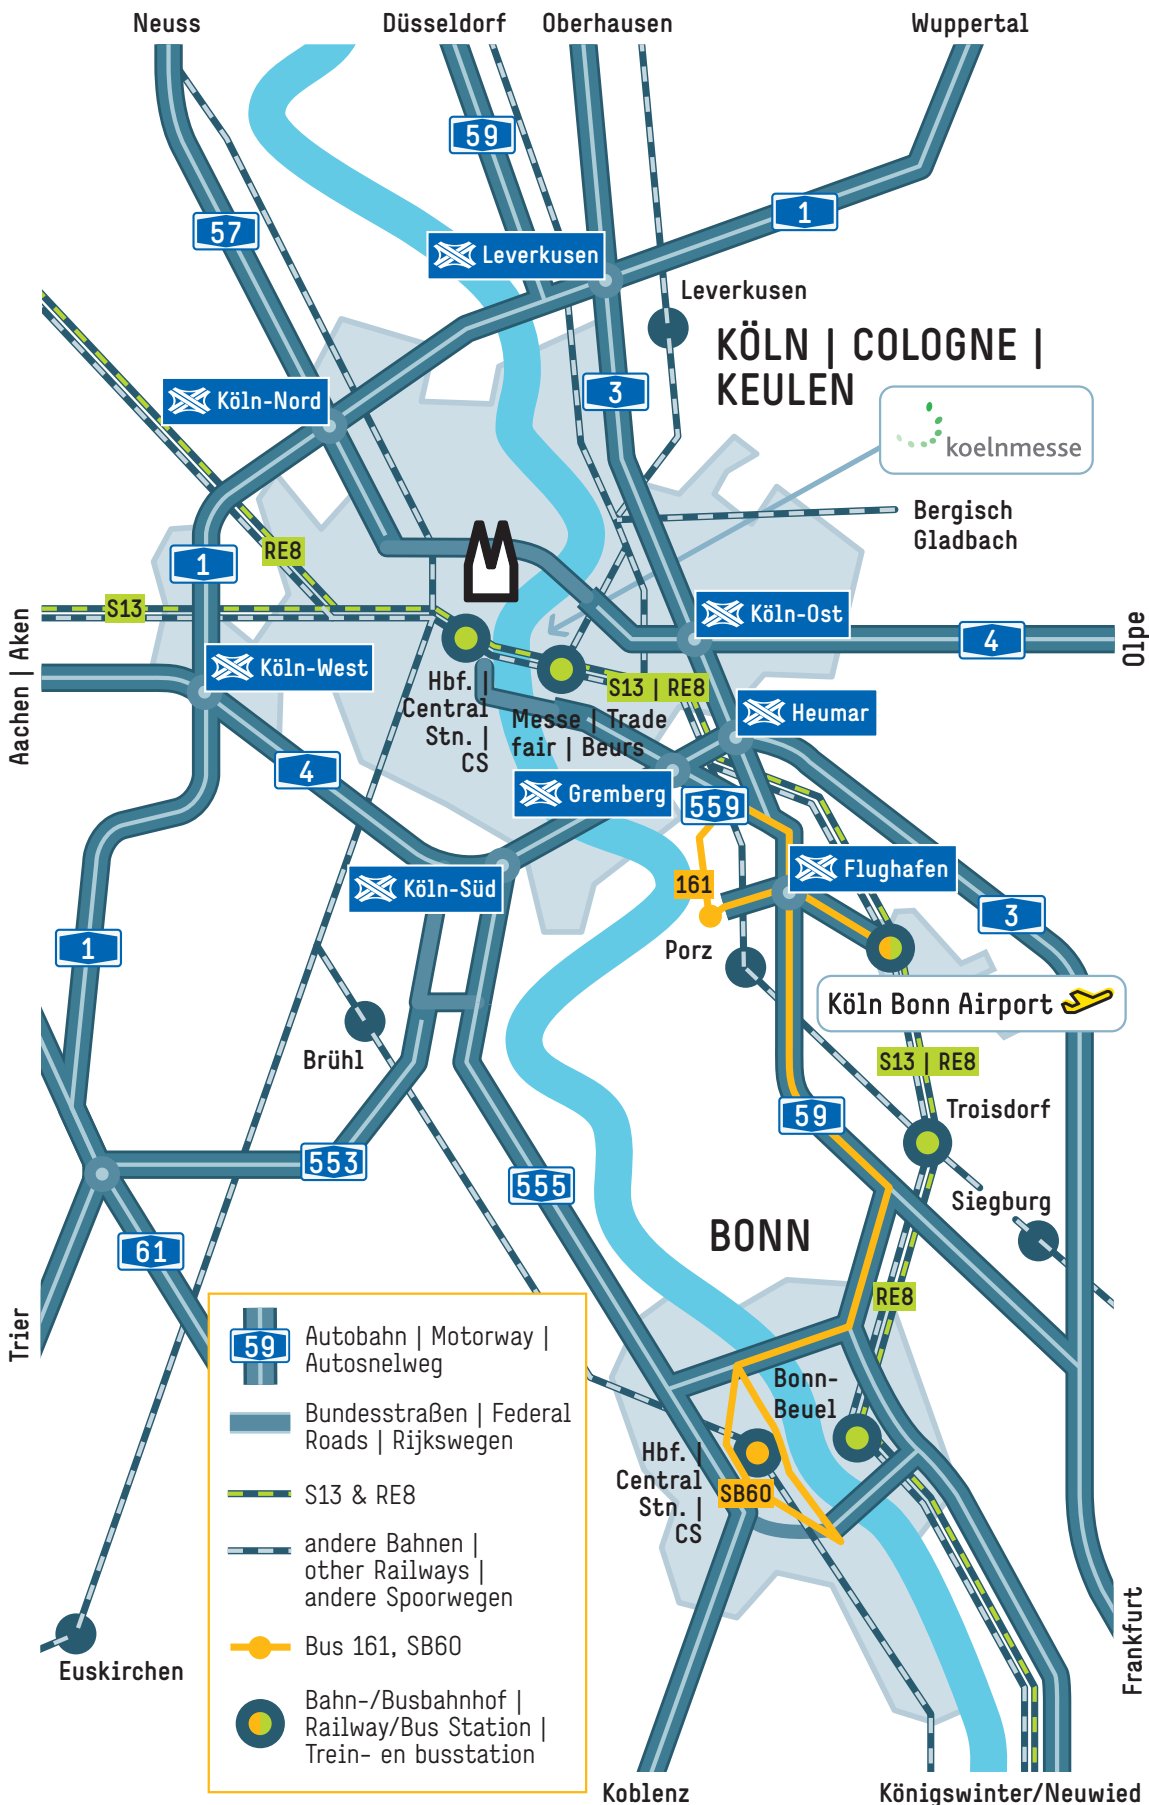 Neuss
Düsseldorf
Oberhausen
Wuppertal
59
1
57
Leverkusen
Leverkusen
KÖLN | COLOGNE |
KEULEN
3
Köln-Nord
koelnmesse
Bergisch
Gladbach
RE8
1
S13
Köln-Ost
4
Olpe
Aachen | Aken
Köln-West
Hbf. |
Central
Stn. |
CS
S13 | RE8
Messe | Trade
fair | Beurs
Heumar
4
Gremberg
559
Flughafen
161
Köln-Süd
3
1
Porz
Köln Bonn Airport
Brühl
S13 | RE8
59
Troisdorf
553
555
Siegburg
BONN
61
RE8
Trier
59
Autobahn | Motorway |
Autosnelweg
Bundesstraßen | Federal
Roads | Rijkswegen
S13 & RE8
andere Bahnen |
other Railways |
andere Spoorwegen
Bus 161, SB60
Bahn-/Busbahnhof |
Railway/Bus Station |
Trein- en busstation
Bonn-
Beuel
Hbf. |
Central
Stn. |
CS
SB60
Euskirchen
Frankfurt
Koblenz
Königswinter/Neuwied